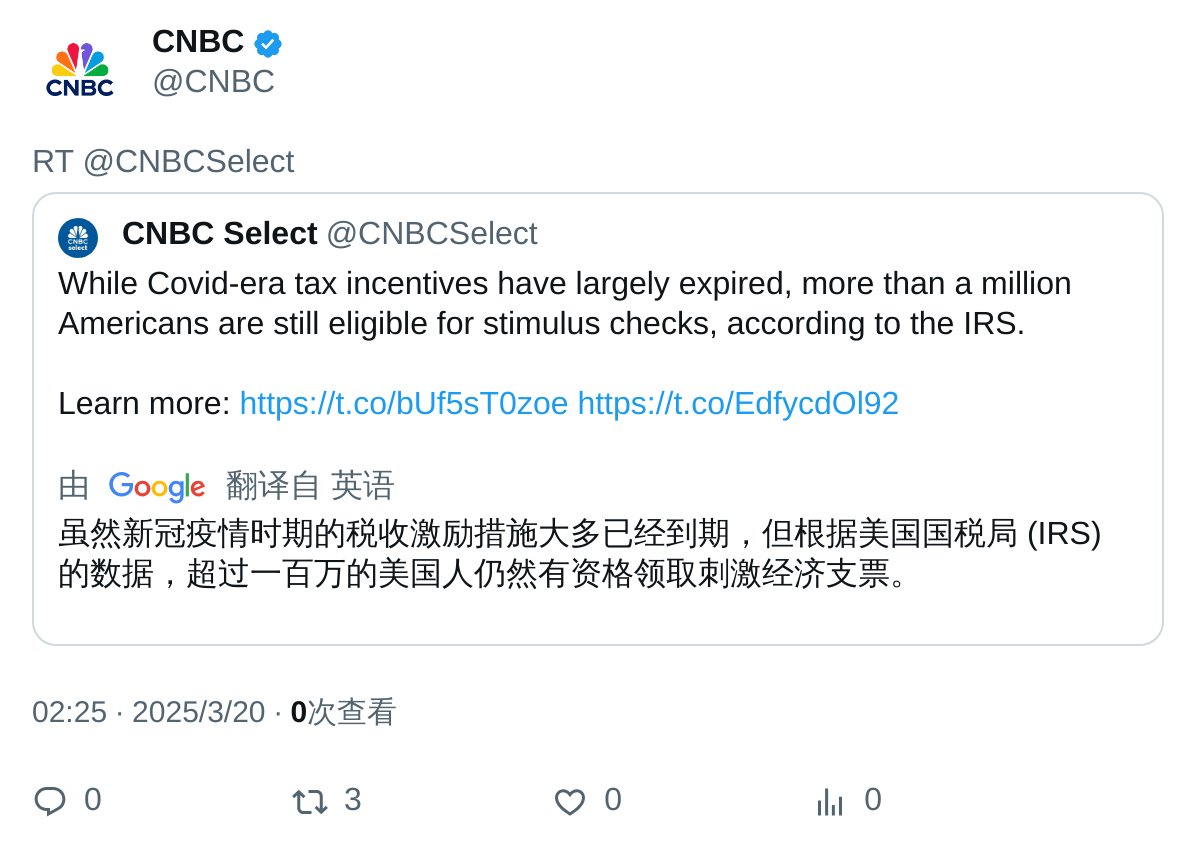 CNBC
CNBC
@CNBC
RT @CNBCSelect
CNBC select
CNBC Select @CNBCSelect
While Covid-era tax incentives have largely expired, more than a million
Americans are still eligible for stimulus checks, according to the IRS.
Learn more: https://t.co/bUf5sT0zoe https://t.co/EdfycdOl92
由 Google 翻译自 英语
虽然新冠疫情时期的税收激励措施大多已经到期，但根据美国国税局 (IRS)
的数据，超过一百万的美国人仍然有资格领取刺激经济支票。
02:25 · 2025/3/20 · 0次查看
0 3 0 0